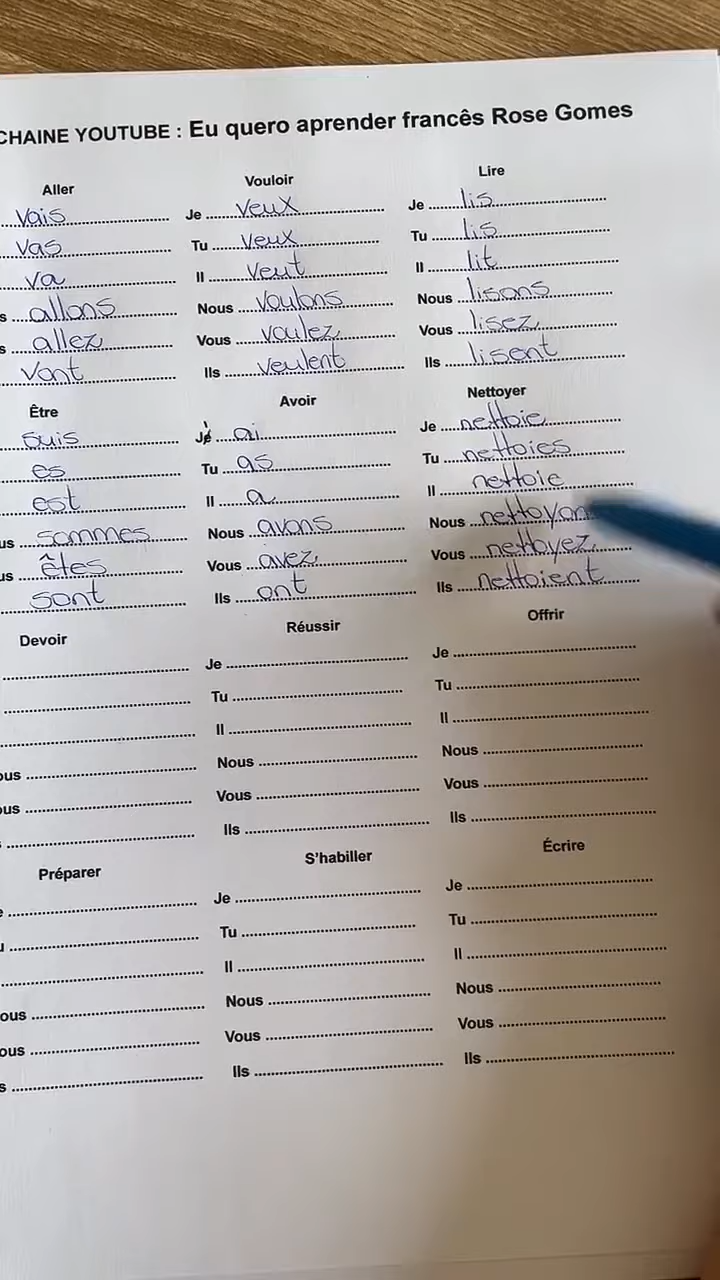 CHAINE YOUTUBE : Eu quero aprender francês Rose Gomes
Aller
vais
vas
va
s allons
s allez
vont
Vouloir
Je veux
Tu veux
Il veut
Nous voulons
Vous voulez
Ils veulent
Lire
Je lis
Tu lis
Il lit
Nous lisons
Vous lisez
Ils lisent
Être
suis
es
est
us sommes
us êtes
sont
Avoir
J' ai
Tu as
Il a
Nous avons
Vous avez
Ils ont
Nettoyer
Je nettoie
Tu nettoies
Il nettoie
Nous nettoyon
Vous nettoyez
Ils nettoient
Devoir
ous
ous
Réussir
Je
Tu
Il
Nous
Vous
Ils
Offrir
Je
Tu
Il
Nous
Vous
Ils
Préparer
e
u
ous
ous
s
S'habiller
Je
Tu
Il
Nous
Vous
Ils
Écrire
Je
Tu
Il
Nous
Vous
Ils